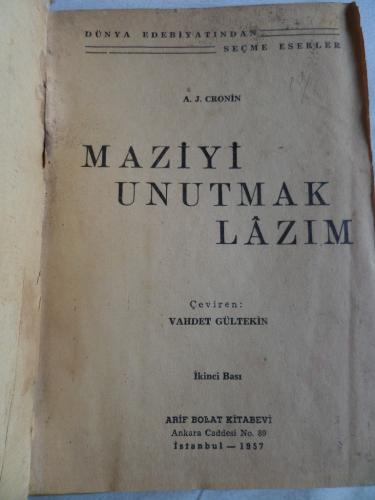 DÜNYA EDEBİYATINDAN
SEÇME ESERLER
A. J. CRONİN
MAZİYİ
UNUTMAK
LÂZIM
Çeviren:
VAHDET GÜLTEKİN
İkinci Bası
ARİF BOLAT KİTABEVİ
Ankara Caddesi No. 89
İstanbul — 1957